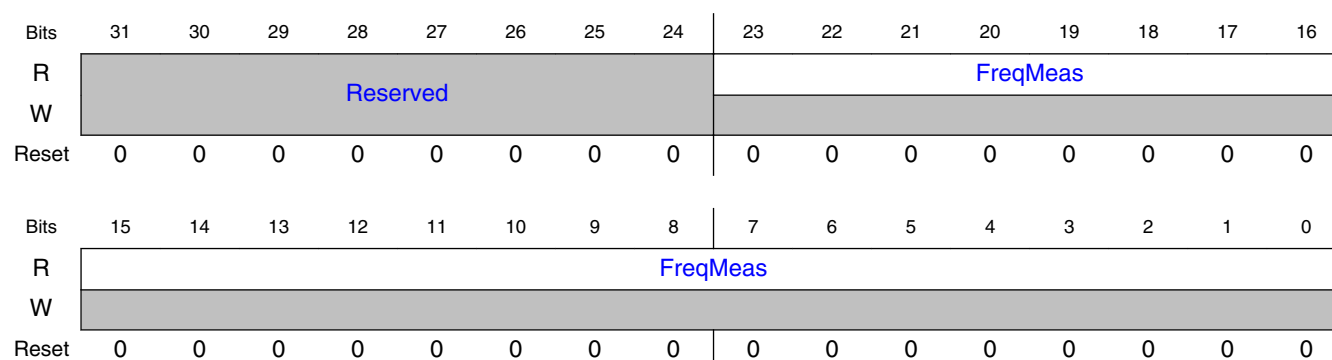 Bits 31 30 29 28 27 26 25 24 23 22 21 20 19 18 17 16
R Reserved FreqMeas
W
Reset 0 0 0 0 0 0 0 0 0 0 0 0 0 0 0 0
Bits 15 14 13 12 11 10 9 8 7 6 5 4 3 2 1 0
R FreqMeas
W
Reset 0 0 0 0 0 0 0 0 0 0 0 0 0 0 0 0